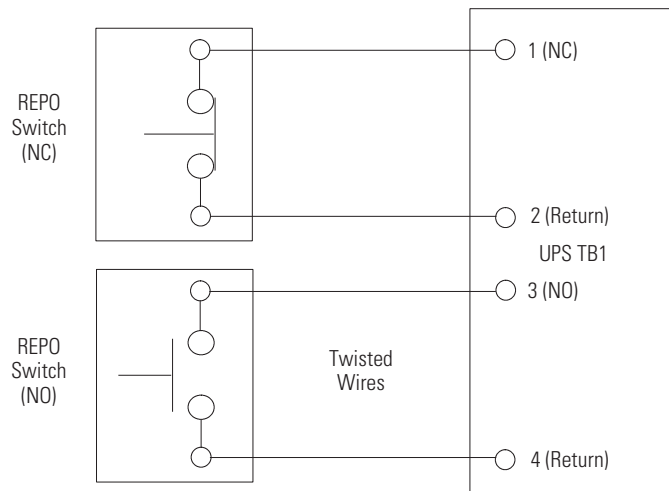 REPO
Switch
(NC)
1 (NC)
2 (Return)
UPS TB1
3 (NO)
REPO
Switch
(NO)
Twisted
Wires
4 (Return)